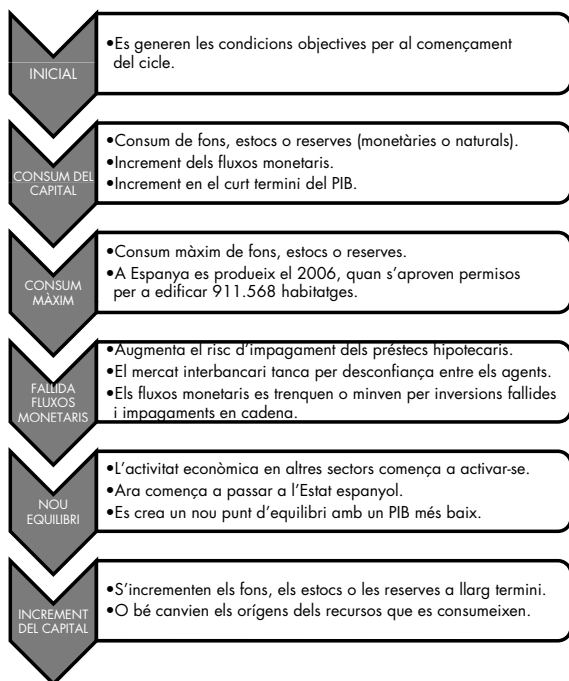 INICIAL
•Es generen les condicions objectives per al començament
del cicle.
CONSUM DEL
CAPITAL
•Consum de fons, estocs o reserves (monetàries o naturals).
•Increment dels fluxos monetaris.
•Increment en el curt termini del PIB.
CONSUM
MÀXIM
•Consum màxim de fons, estocs o reserves.
•A Espanya es produeix el 2006, quan s’aproven permisos
per a edificar 911.568 habitatges.
FALLIDA
FLUXOS
MONETARIS
•Augmenta el risc d’impagament dels préstecs hipotecaris.
•El mercat interbancari tanca per desconfiança entre els agents.
•Els fluxos monetaris es trenquen o minven per inversions fallides
i impagaments en cadena.
NOU
EQUILIBRI
•L’activitat econòmica en altres sectors comença a activar-se.
•Ara comença a passar a l’Estat espanyol.
•Es crea un nou punt d’equilibri amb un PIB més baix.
INCREMENT
DEL CAPITAL
•S’incrementen els fons, els estocs o les reserves a llarg termini.
•O bé canvien els orígens dels recursos que es consumeixen.